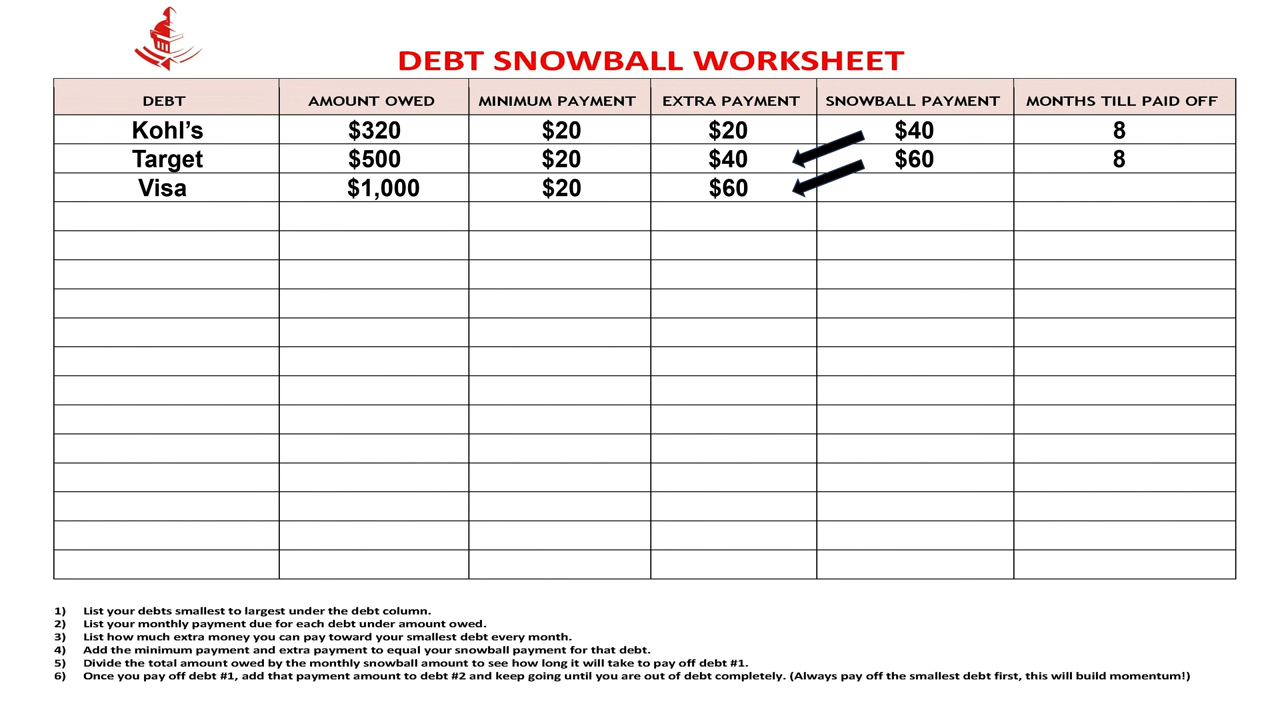 DEBT SNOWBALL WORKSHEET
DEBT AMOUNT OWED MINIMUM PAYMENT EXTRA PAYMENT SNOWBALL PAYMENT MONTHS TILL PAID OFF
Kohl’s $320 $20 $20 $40 8
Target $500 $20 $40 $60 8
Visa $1,000 $20 $60
1) List your debts smallest to largest under the debt column.
2) List your monthly payment due for each debt under amount owed.
3) List how much extra money you can pay toward your smallest debt every month.
4) Add the minimum payment and extra payment to equal your snowball payment for that debt.
5) Divide the total amount owed by the monthly snowball amount to see how long it will take to pay off debt #1.
6) Once you pay off debt #1, add that payment amount to debt #2 and keep going until you are out of debt completely. (Always pay off the smallest debt first, this will build momentum!)